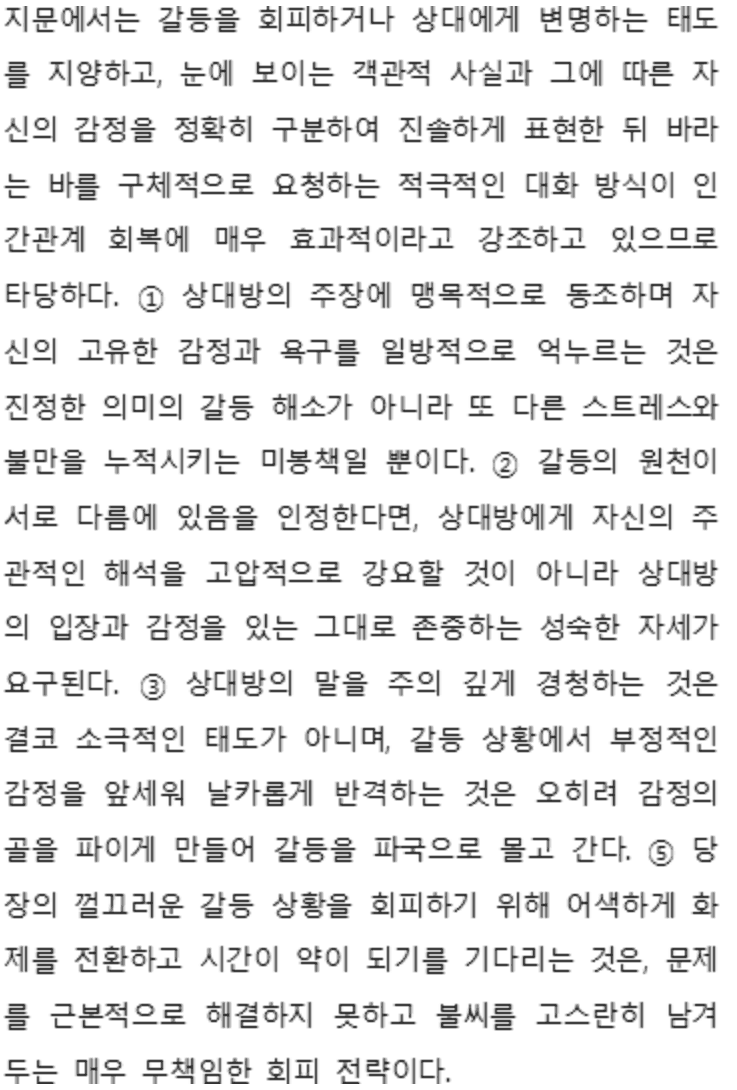 지문에서는 갈등을 회피하거나 상대에게 변명하는 태도
를 지양하고, 눈에 보이는 객관적 사실과 그에 따른 자
신의 감정을 정확히 구분하여 진솔하게 표현한 뒤 바라
는 바를 구체적으로 요청하는 적극적인 대화 방식이 인
간관계 회복에 매우 효과적이라고 강조하고 있으므로
타당하다. ① 상대방의 주장에 맹목적으로 동조하며 자
신의 고유한 감정과 욕구를 일방적으로 억누르는 것은
진정한 의미의 갈등 해소가 아니라 또 다른 스트레스와
불만을 누적시키는 미봉책일 뿐이다. ② 갈등의 원천이
서로 다름에 있음을 인정한다면, 상대방에게 자신의 주
관적인 해석을 고압적으로 강요할 것이 아니라 상대방
의 입장과 감정을 있는 그대로 존중하는 성숙한 자세가
요구된다. ③ 상대방의 말을 주의 깊게 경청하는 것은
결코 소극적인 태도가 아니며, 갈등 상황에서 부정적인
감정을 앞세워 날카롭게 반격하는 것은 오히려 감정의
골을 파이게 만들어 갈등을 파국으로 몰고 간다. ⑤ 당
장의 껄끄러운 갈등 상황을 회피하기 위해 어색하게 화
제를 전환하고 시간이 약이 되기를 기다리는 것은, 문제
를 근본적으로 해결하지 못하고 불씨를 고스란히 남겨
두는 매우 무책임한 회피 전략이다.